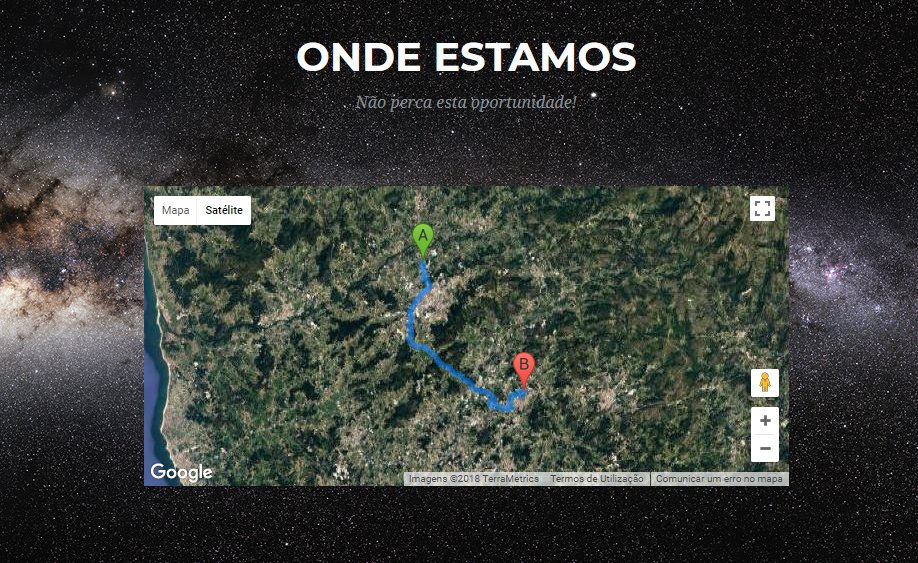 ONDE ESTAMOS
Não perca esta oportunidade!
Mapa Satélite
A
B
Google
Imagens ©2018 TerraMetrics Termos de Utilização Comunicar um erro no mapa